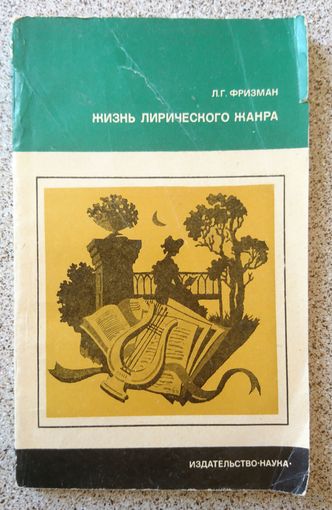 Л.Г. ФРИЗМАН
ЖИЗНЬ ЛИРИЧЕСКОГО ЖАНРА
ИЗДАТЕЛЬСТВО·НАУКА·